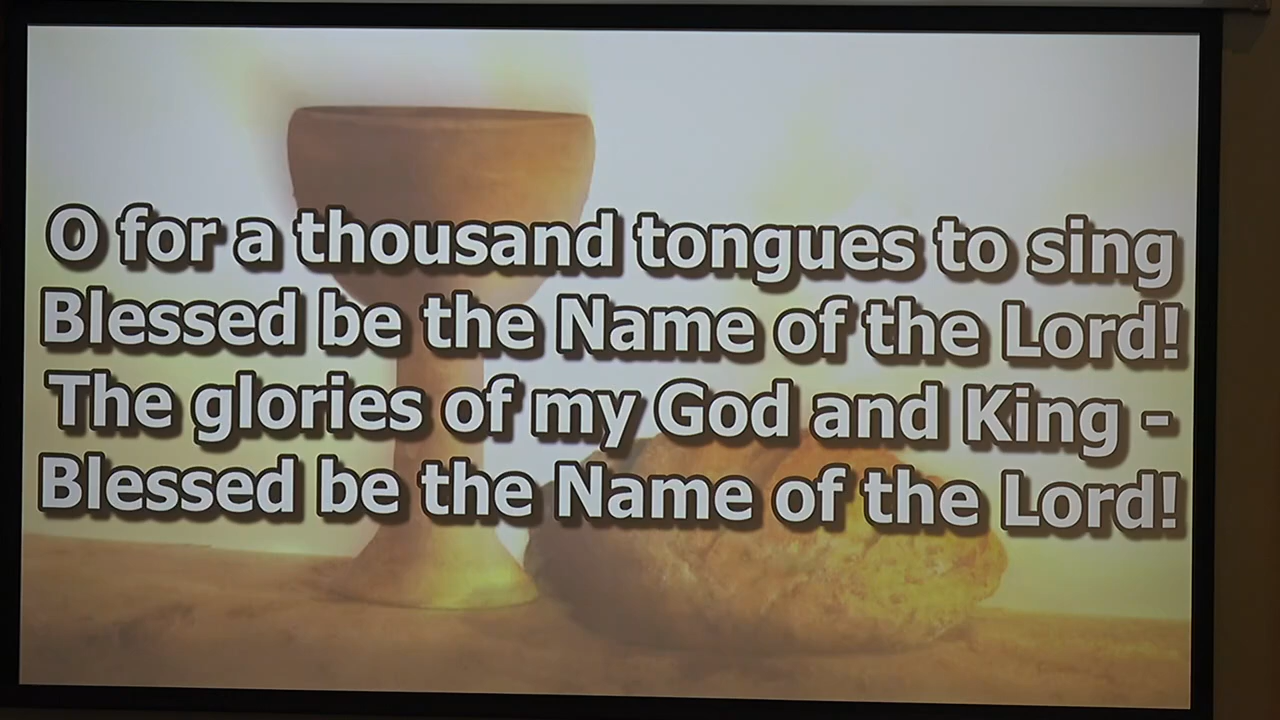 O for a thousand tongues to sing
Blessed be the Name of the Lord!
The glories of my God and King -
Blessed be the Name of the Lord!